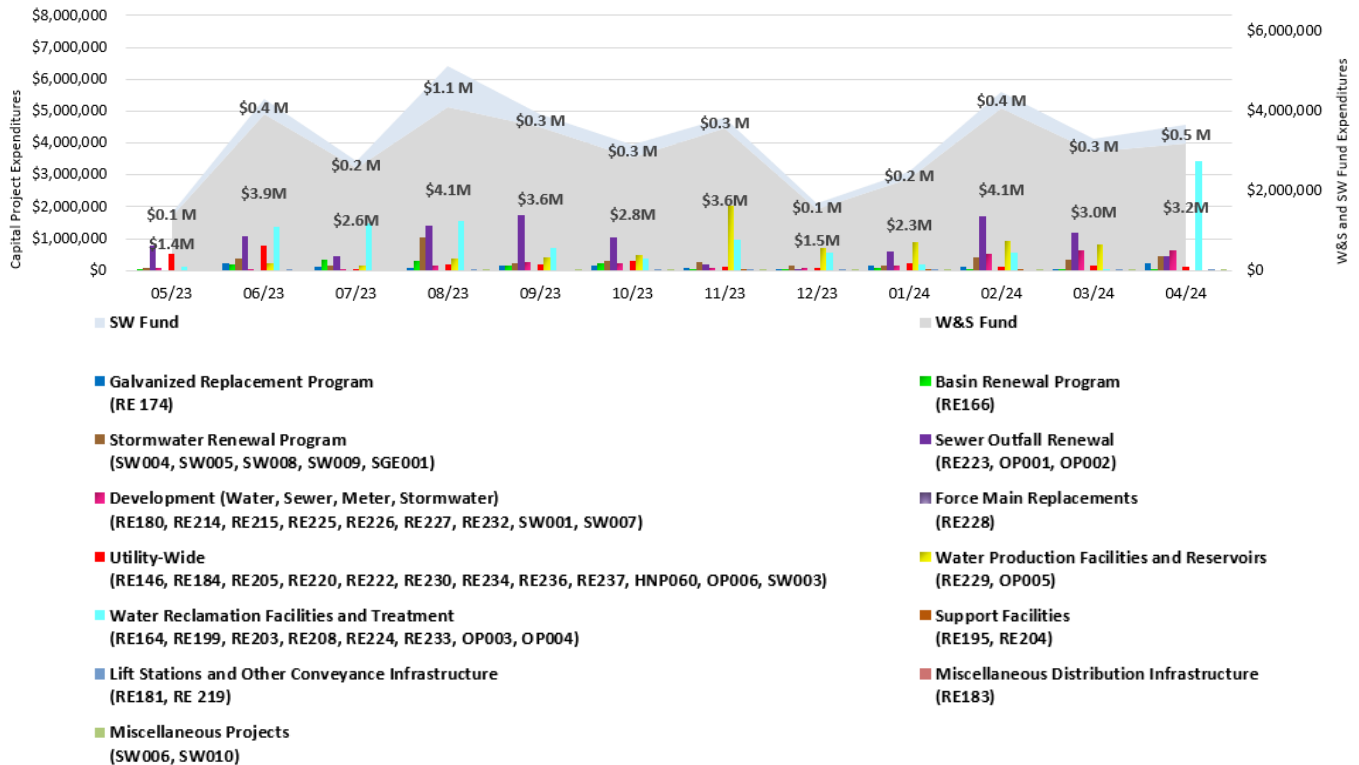 $8,000,000
$7,000,000
$6,000,000
$5,000,000
$4,000,000
$3,000,000
$2,000,000
$1,000,000
$0
Capital Project Expenditures
$6,000,000
$4,000,000
$2,000,000
$0
W&S and SW Fund Expenditures
$0.1 M
$0.4 M
$0.2 M
$1.1 M
$0.3 M
$0.3 M
$0.3 M
$0.1 M
$0.2 M
$0.4 M
$0.3 M
$0.5 M
$1.4M
$3.9M
$2.6M
$4.1M
$3.6M
$2.8M
$3.6M
$1.5M
$2.3M
$4.1M
$3.0M
$3.2M
05/23 06/23 07/23 08/23 09/23 10/23 11/23 12/23 01/24 02/24 03/24 04/24
SW Fund
W&S Fund
Galvanized Replacement Program
(RE 174)
Basin Renewal Program
(RE166)
Stormwater Renewal Program
(SW004, SW005, SW008, SW009, SGE001)
Sewer Outfall Renewal
(RE223, OP001, OP002)
Development (Water, Sewer, Meter, Stormwater)
(RE180, RE214, RE215, RE225, RE226, RE227, RE232, SW001, SW007)
Force Main Replacements
(RE228)
Utility-Wide
(RE146, RE184, RE205, RE220, RE222, RE230, RE234, RE236, RE237, HNP060, OP006, SW003)
Water Production Facilities and Reservoirs
(RE229, OP005)
Water Reclamation Facilities and Treatment
(RE164, RE199, RE203, RE208, RE224, RE233, OP003, OP004)
Support Facilities
(RE195, RE204)
Lift Stations and Other Conveyance Infrastructure
(RE181, RE 219)
Miscellaneous Distribution Infrastructure
(RE183)
Miscellaneous Projects
(SW006, SW010)